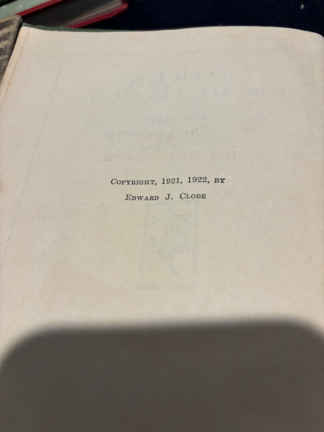 COPYRIGHT, 1921, 1922, BY
EDWARD J. CLODE